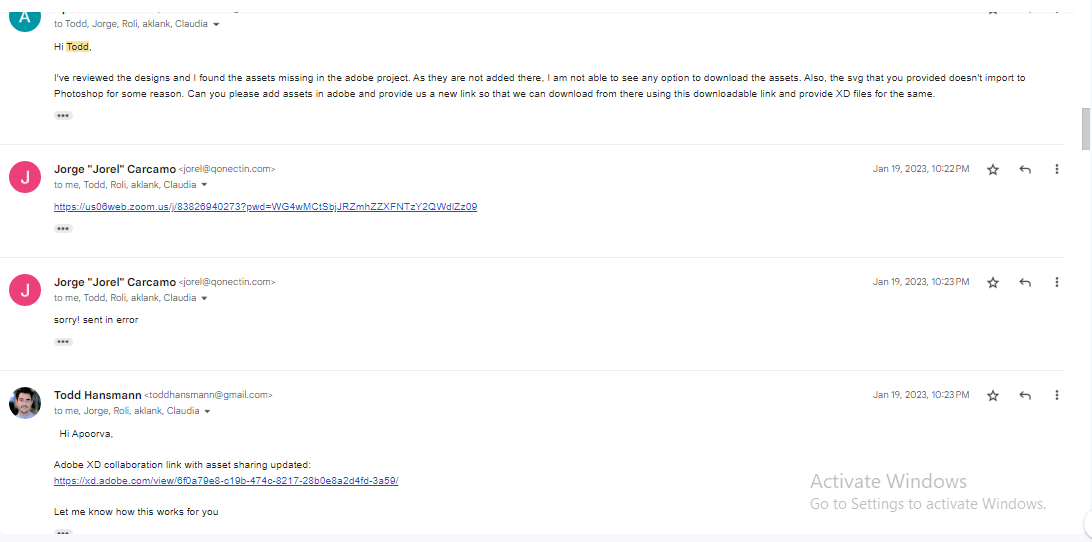 A
to Todd, Jorge, Roli, aklank, Claudia
Hi Todd,
I've reviewed the designs and I found the assets missing in the adobe project. As they are not added there, I am not able to see any option to download the assets. Also, the svg that you provided doesn't import to
Photoshop for some reason. Can you please add assets in adobe and provide us a new link so that we can download from there using this downloadable link and provide XD files for the same.
J
Jorge "Jorel" Carcamo <jorel@qonectin.com>
Jan 19, 2023, 10:22 PM
to me, Todd, Roli, aklank, Claudia
https://us06web.zoom.us/j/83826940273?pwd=WG4wMCtSbjJRZmhZZXFNTzY2QWdlZz09
J
Jorge "Jorel" Carcamo <jorel@qonectin.com>
Jan 19, 2023, 10:23 PM
to me, Todd, Roli, aklank, Claudia
sorry! sent in error
Todd Hansmann <toddhansmann@gmail.com>
Jan 19, 2023, 10:23 PM
to me, Jorge, Roli, aklank, Claudia
Hi Apoorva,
Adobe XD collaboration link with asset sharing updated:
https://xd.adobe.com/view/6f0a79e8-c19b-474c-8217-28b0e8a2d4fd-3a59/
Let me know how this works for you
Activate Windows
Go to Settings to activate Windows.